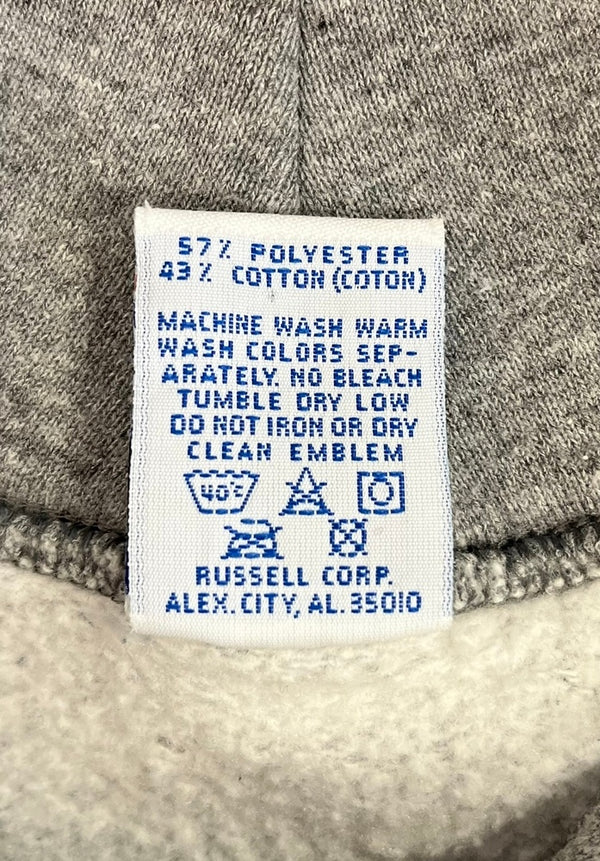 57% POLYESTER
43% COTTON (COTON)
MACHINE WASH WARM
WASH COLORS SEP-
ARATELY. NO BLEACH
TUMBLE DRY LOW
DO NOT IRON OR DRY
CLEAN EMBLEM
40°C
RUSSELL CORP.
ALEX. CITY, AL. 35010